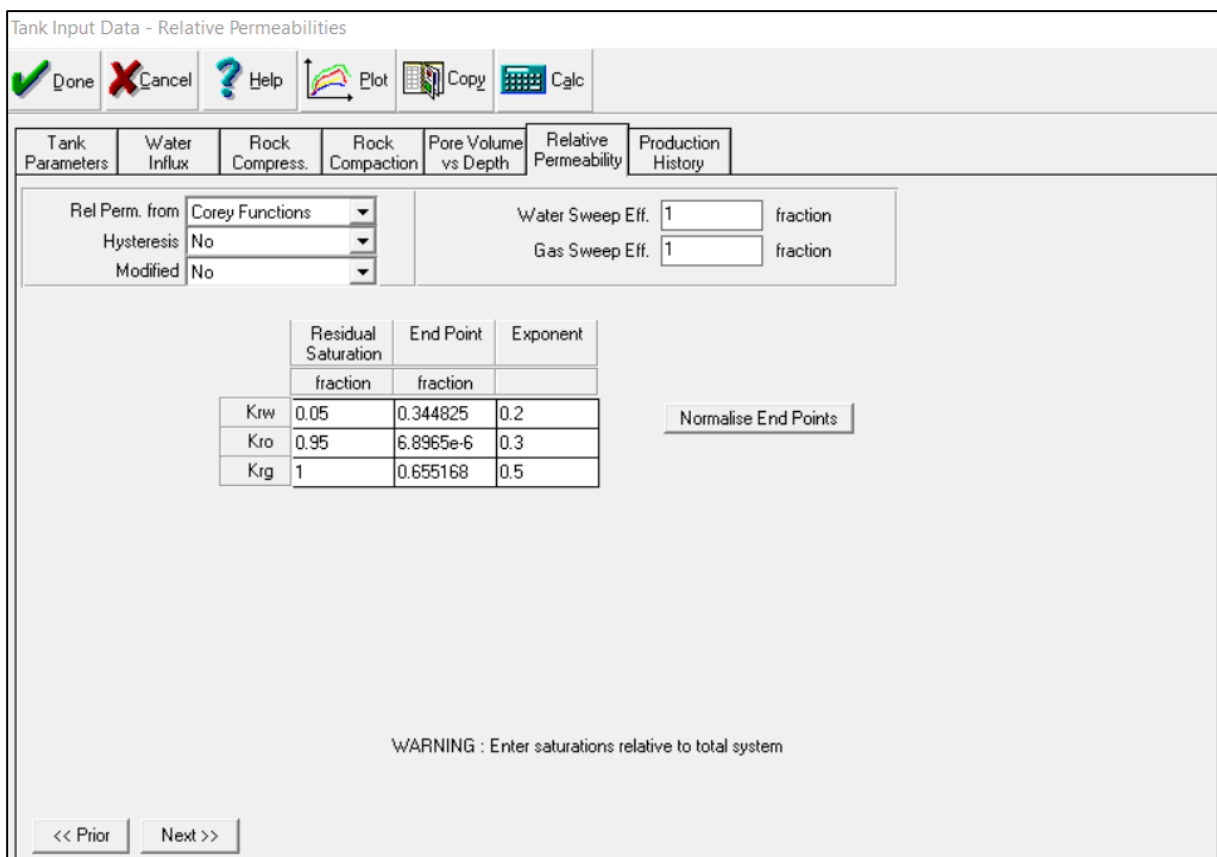 Tank Input Data - Relative Permeabilities
Done Cancel Help Plot Copy Calc
Tank Parameters
Water Influx
Rock Compress.
Rock Compaction
Pore Volume vs Depth
Relative Permeability
Production History
Rel Perm. from Corey Functions
Hysteresis No
Modified No
Water Sweep Eff. 1 fraction
Gas Sweep Eff. 1 fraction
Residual Saturation End Point Exponent
fraction fraction
Krw 0.05 0.344825 0.2
Kro 0.95 6.8965e-6 0.3
Krg 1 0.655168 0.5
Normalise End Points
WARNING : Enter saturations relative to total system
<< Prior Next >>